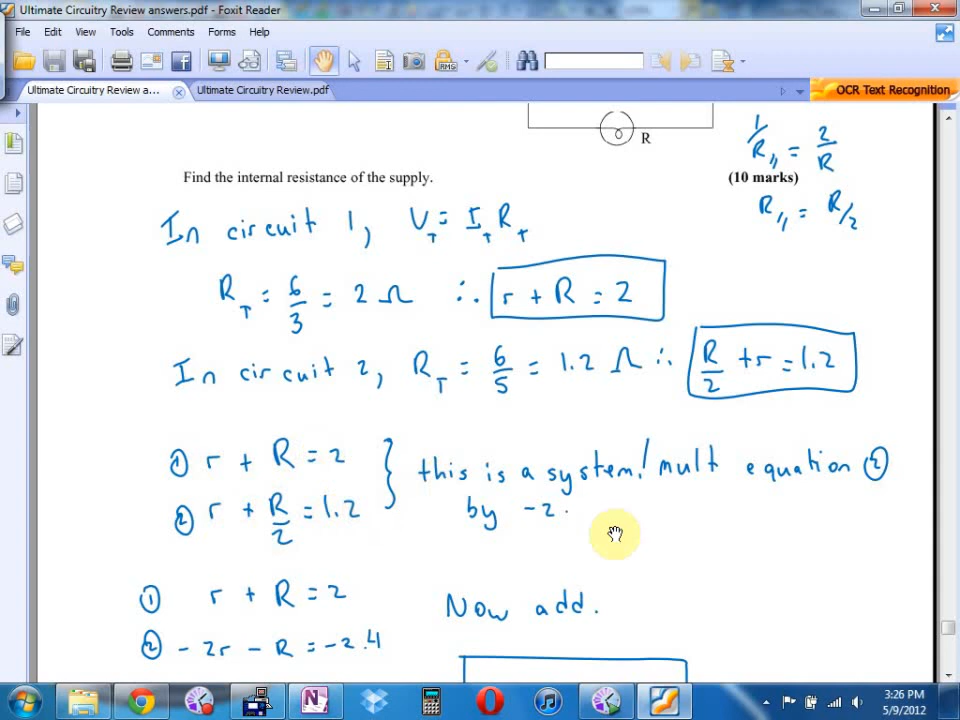 Ultimate Circuitry Review answers.pdf - Foxit Reader
File Edit View Tools Comments Forms Help
Ultimate Circuitry Review a... Ultimate Circuitry Review.pdf OCR Text Recognition
R
1/R// = 2/R
Find the internal resistance of the supply. (10 marks)
R// = R/2
In circuit 1, V_T = I_T R_T
R_T = 6/3 = 2 Ω ∴ r + R = 2
In circuit 2, R_T = 6/5 = 1.2 Ω ∴ R/2 + r = 1.2
① r + R = 2
this is a system! mult equation ②
② r + R/2 = 1.2
by -2.
① r + R = 2
Now add.
② - 2r - R = -2.4
3:26 PM
5/9/2012